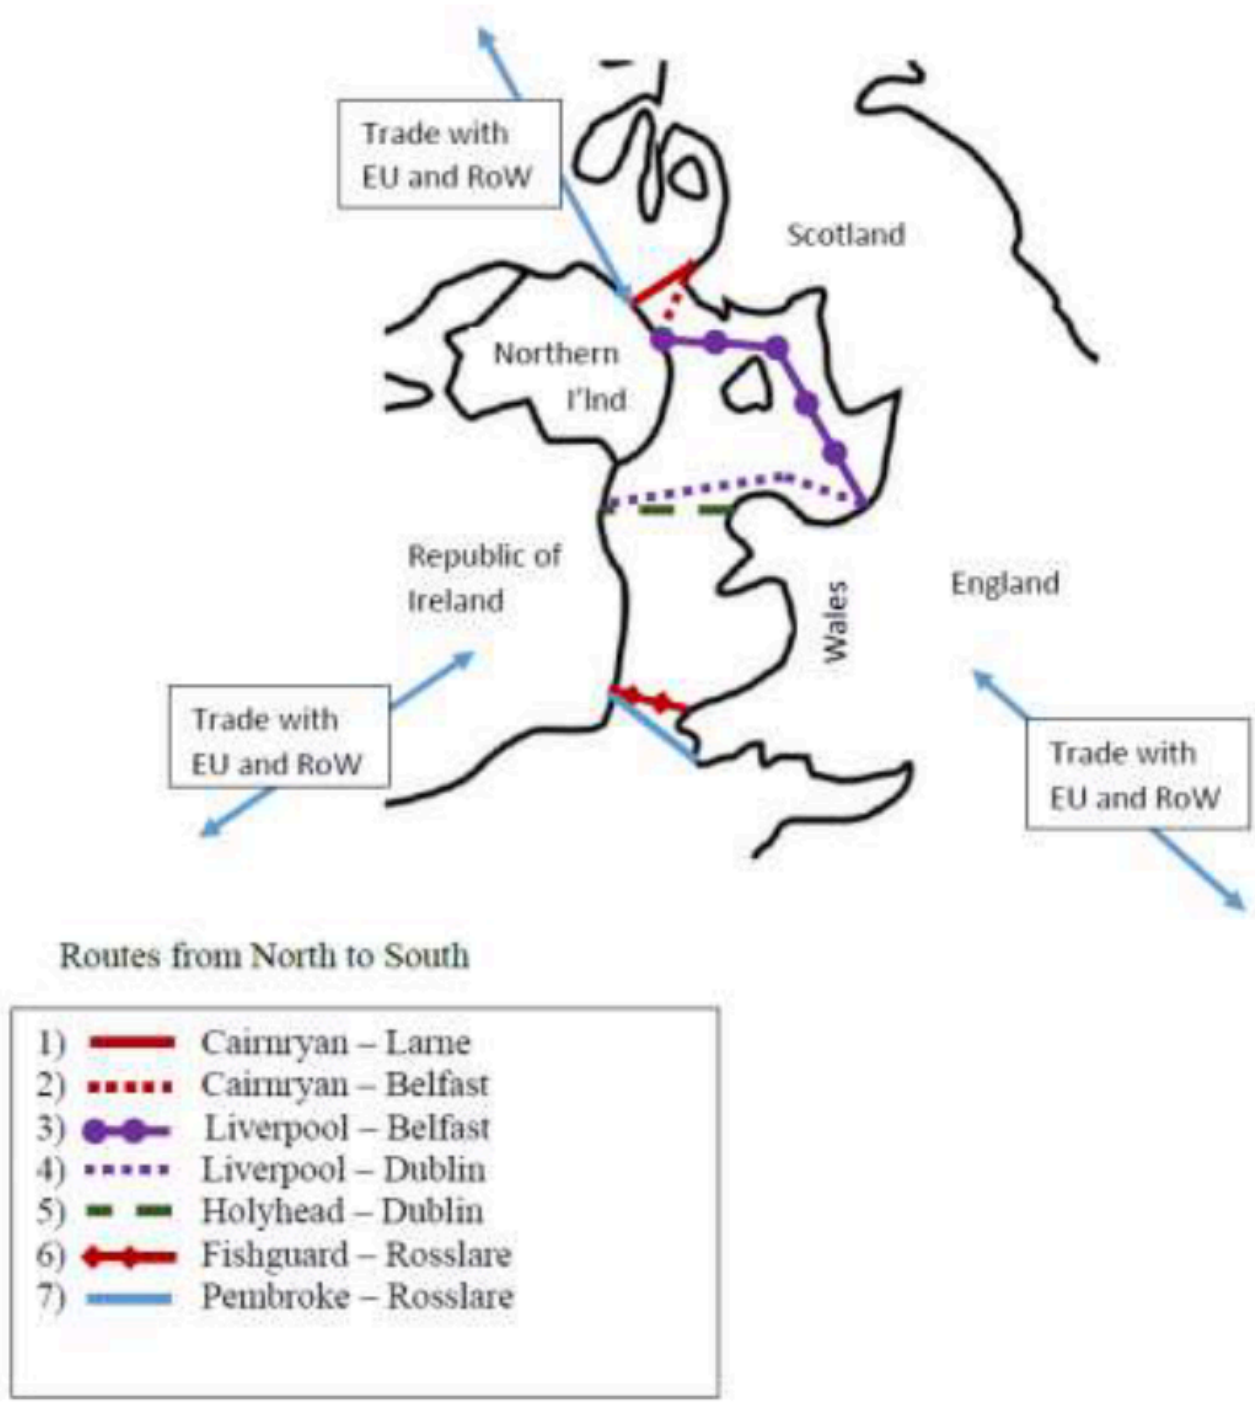 Trade with
EU and RoW
Scotland
Northern
I'lnd
Republic of
Ireland
Wales
England
Trade with
EU and RoW
Trade with
EU and RoW
Routes from North to South
1) Cairnryan – Larne
2) Cairnryan – Belfast
3) Liverpool – Belfast
4) Liverpool – Dublin
5) Holyhead – Dublin
6) Fishguard – Rosslare
7) Pembroke – Rosslare